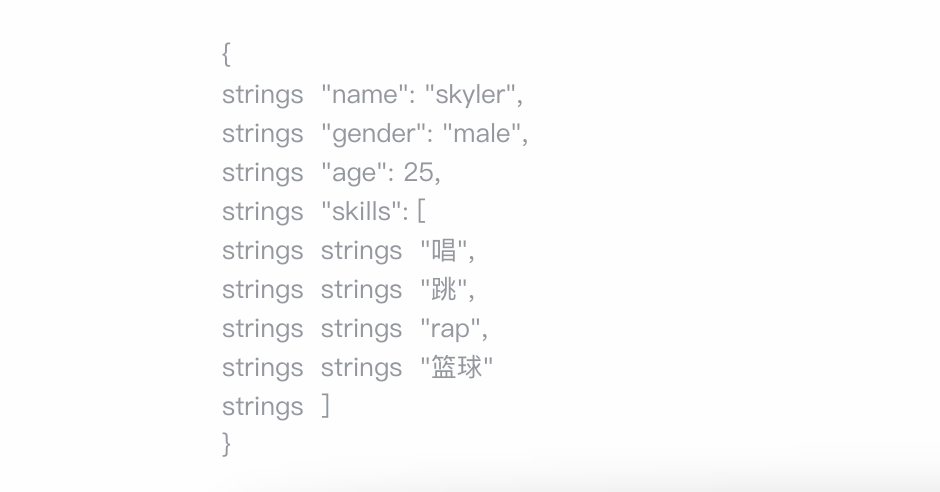 {
strings "name": "skyler",
strings "gender": "male",
strings "age": 25,
strings "skills": [
strings strings "唱",
strings strings "跳",
strings strings "rap",
strings strings "篮球"
strings ]
}